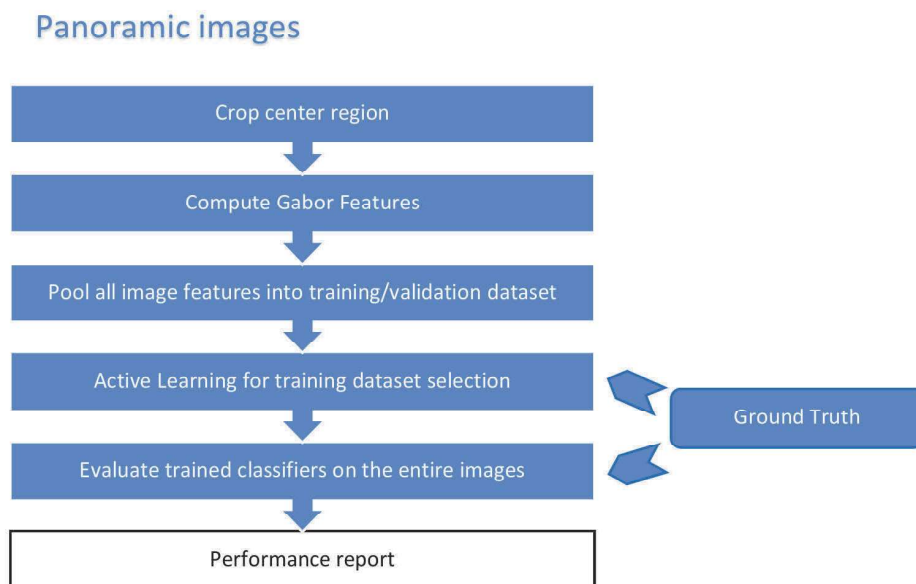 Panoramic images
Crop center region
Compute Gabor Features
Pool all image features into training/validation dataset
Active Learning for training dataset selection
Ground Truth
Evaluate trained classifiers on the entire images
Performance report